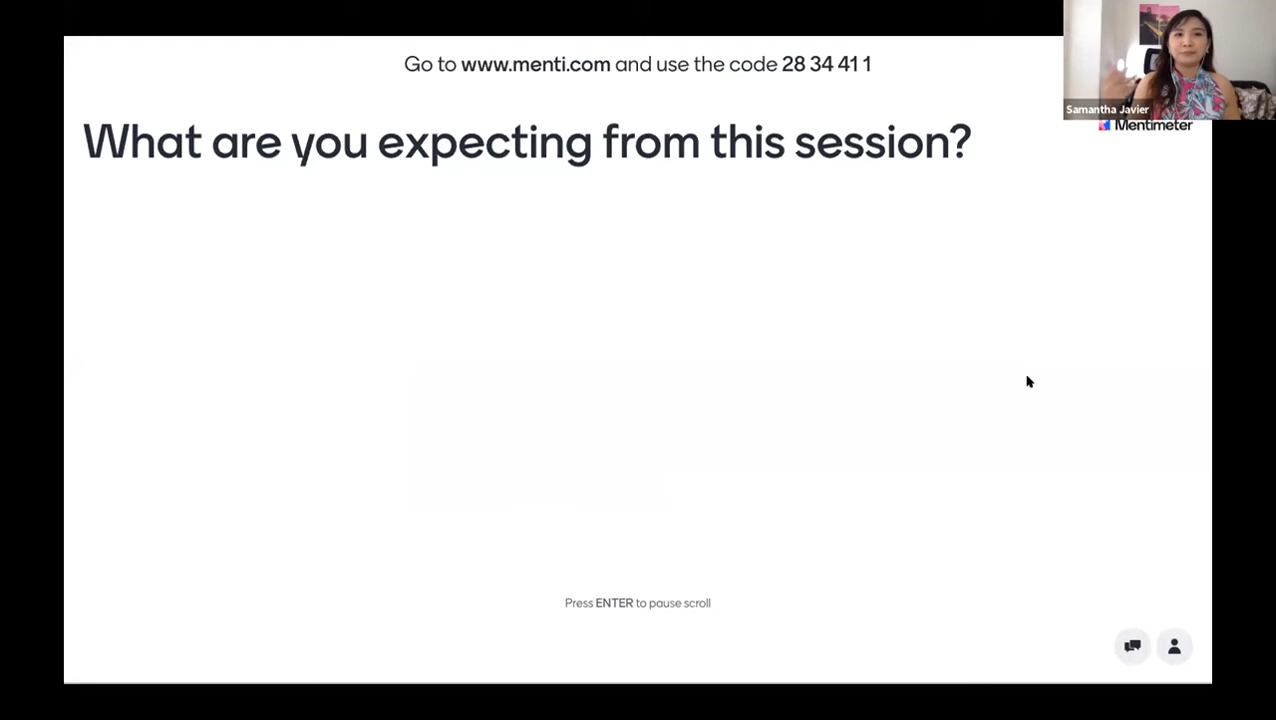 Go to www.menti.com and use the code 28 34 41 1
What are you expecting from this session?
Samantha Javier
Mentimeter
Press ENTER to pause scroll